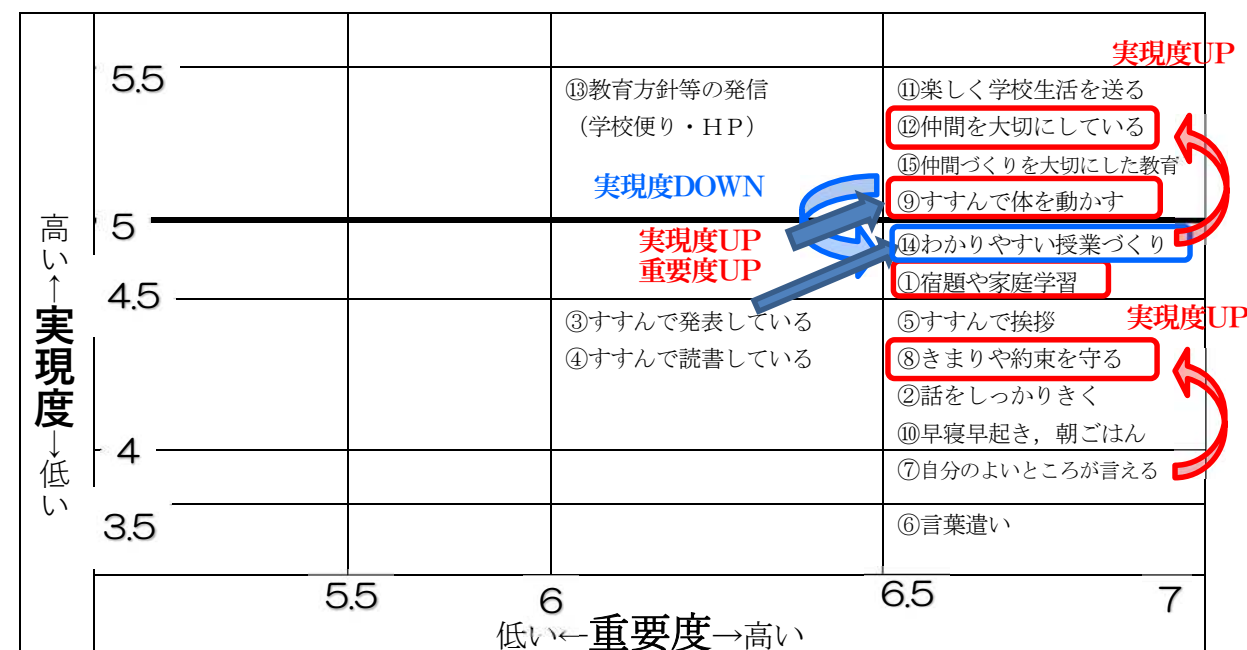 実現度UP
5.5
⑬教育方針等の発信
（学校便り・ＨＰ）
⑪楽しく学校生活を送る
⑫仲間を大切にしている
⑮仲間づくりを大切にした教育
実現度DOWN
⑨すすんで体を動かす
5
実現度UP
重要度UP
⑭わかりやすい授業づくり
①宿題や家庭学習
4.5
③すすんで発表している
④すすんで読書している
⑤すすんで挨拶
実現度UP
⑧きまりや約束を守る
②話をしっかりきく
⑩早寝早起き，朝ごはん
4
⑦自分のよいところが言える
3.5
⑥言葉遣い
高い↑実現度↓低い
5.5
6
6.5
7
低い←重要度→高い